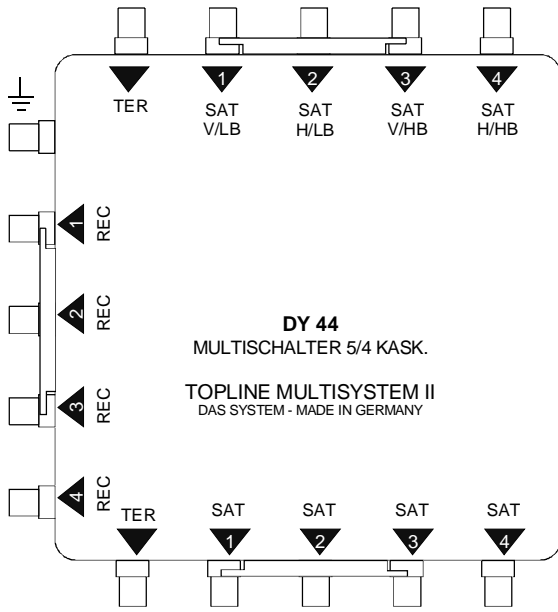 TER
1
SAT
V/LB
2
SAT
H/LB
3
SAT
V/HB
4
SAT
H/HB
1
REC
2
REC
3
REC
4
REC
DY 44
MULTISCHALTER 5/4 KASK.
TOPLINE MULTISYSTEM II
DAS SYSTEM - MADE IN GERMANY
TER
SAT
1
SAT
2
SAT
3
SAT
4